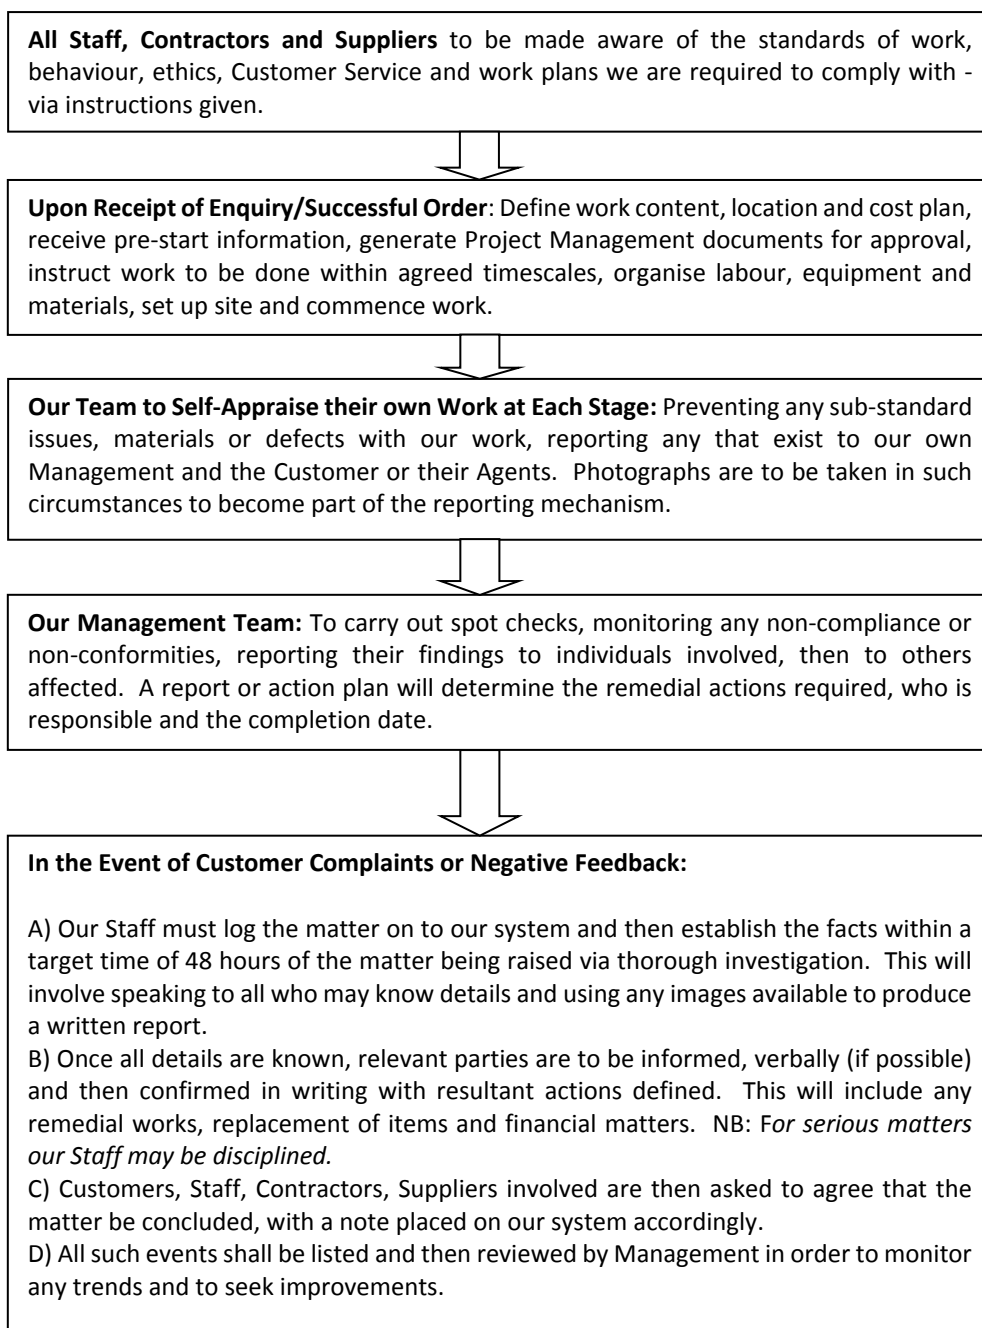 All Staff, Contractors and Suppliers to be made aware of the standards of work,
behaviour, ethics, Customer Service and work plans we are required to comply with -
via instructions given.
Upon Receipt of Enquiry/Successful Order: Define work content, location and cost plan,
receive pre-start information, generate Project Management documents for approval,
instruct work to be done within agreed timescales, organise labour, equipment and
materials, set up site and commence work.
Our Team to Self-Appraise their own Work at Each Stage: Preventing any sub-standard
issues, materials or defects with our work, reporting any that exist to our own
Management and the Customer or their Agents. Photographs are to be taken in such
circumstances to become part of the reporting mechanism.
Our Management Team: To carry out spot checks, monitoring any non-compliance or
non-conformities, reporting their findings to individuals involved, then to others
affected. A report or action plan will determine the remedial actions required, who is
responsible and the completion date.
In the Event of Customer Complaints or Negative Feedback:
A) Our Staff must log the matter on to our system and then establish the facts within a
target time of 48 hours of the matter being raised via thorough investigation. This will
involve speaking to all who may know details and using any images available to produce
a written report.
B) Once all details are known, relevant parties are to be informed, verbally (if possible)
and then confirmed in writing with resultant actions defined. This will include any
remedial works, replacement of items and financial matters. NB: For serious matters
our Staff may be disciplined.
C) Customers, Staff, Contractors, Suppliers involved are then asked to agree that the
matter be concluded, with a note placed on our system accordingly.
D) All such events shall be listed and then reviewed by Management in order to monitor
any trends and to seek improvements.